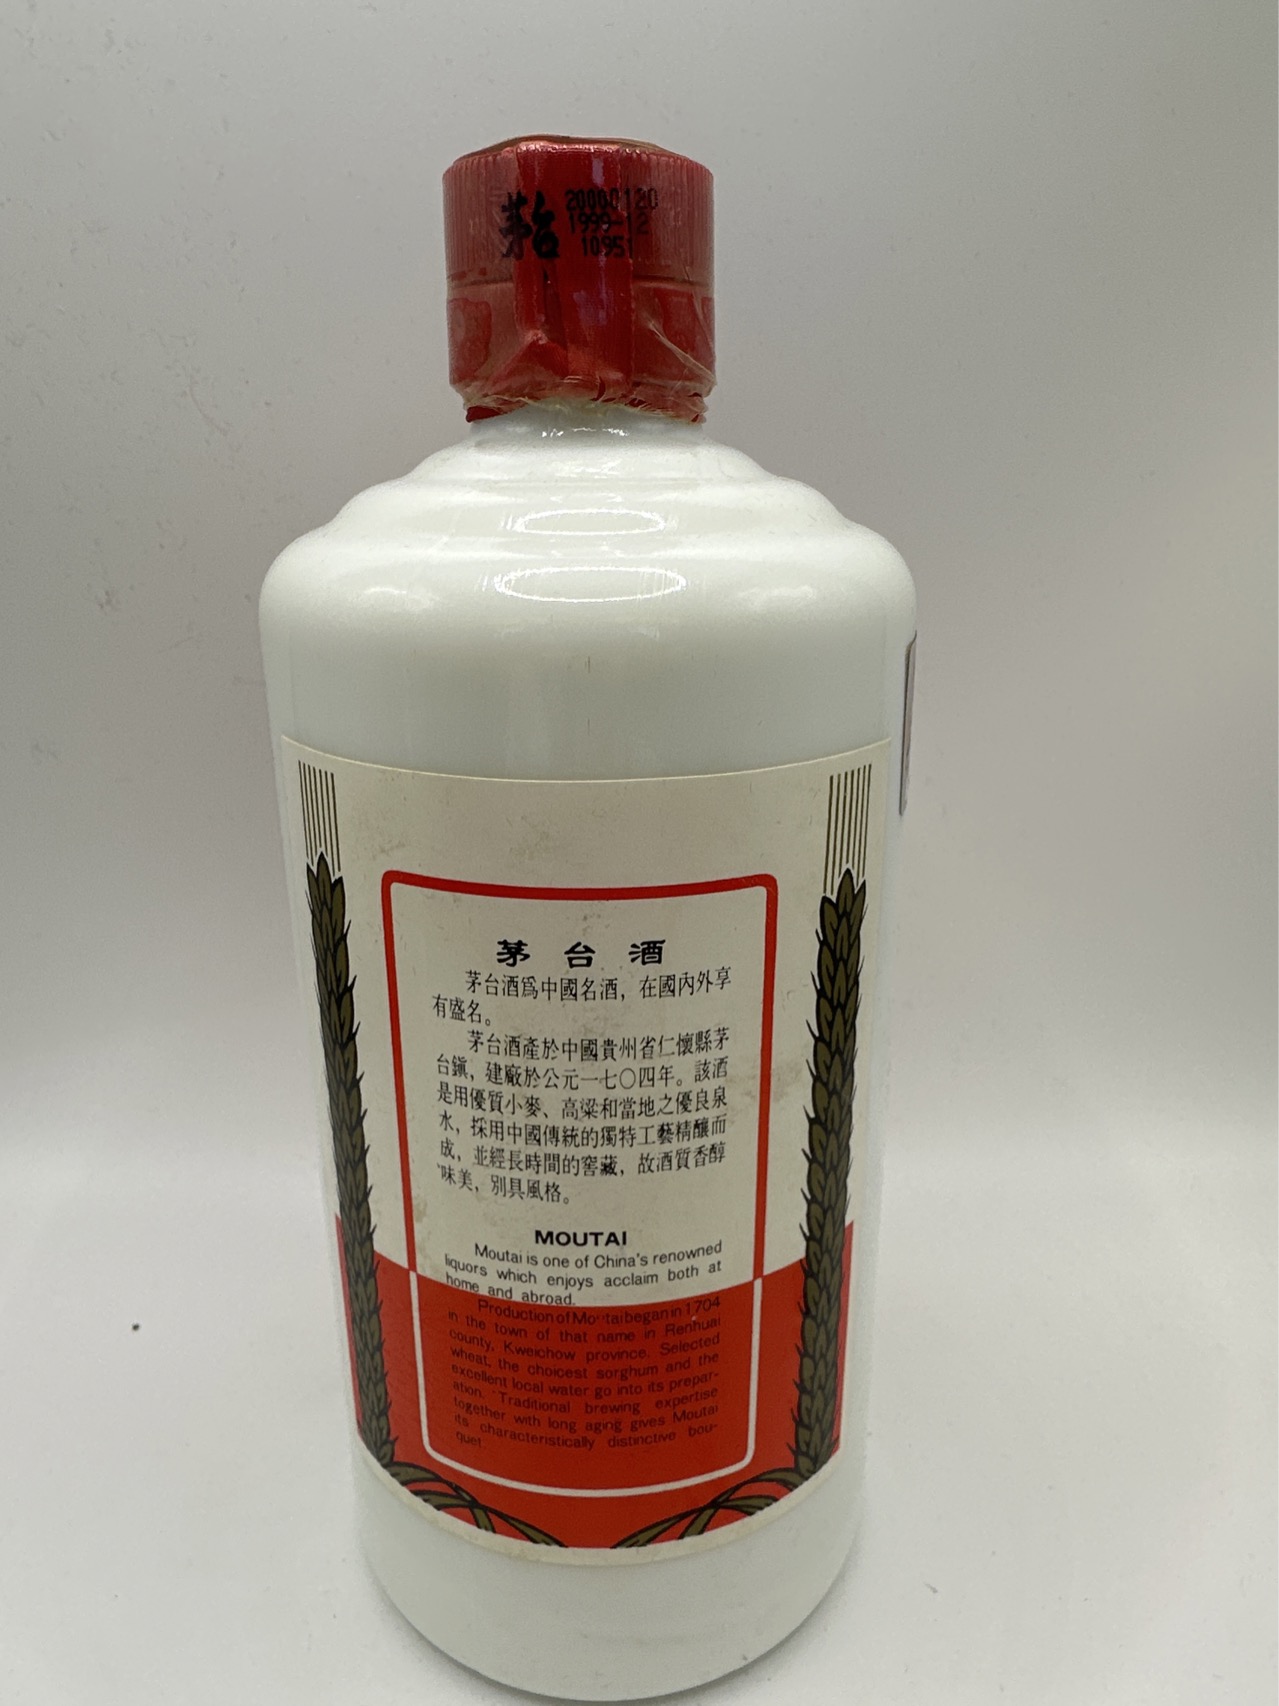 茅台
20000120
1999-12
10951
茅台酒
茅台酒爲中國名酒，在國內外享
有盛名。
茅台酒產於中國貴州省仁懷縣茅
台鎭，建廠於公元一七〇四年。該酒
是用優質小麥、高粱和當地之優良泉
水，採用中國傳統的獨特工藝精釀而
成，並經長時間的窖藏，故酒質香醇
味美，別具風格。
MOUTAI
Moutai is one of China's renowned
liquors which enjoys acclaim both at
home and abroad.
Production of Moutai began in 1704
in the town of that name in Renhuai
county, Kweichow province. Selected
wheat, the choicest sorghum and the
excellent local water go into its prepar-
ation. Traditional brewing expertise
together with long aging gives Moutai
its characteristically distinctive bou-
quet.